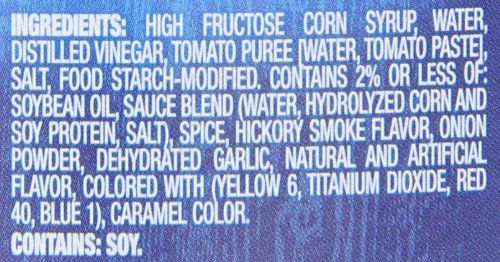 INGREDIENTS: HIGH FRUCTOSE CORN SYRUP, WATER,
DISTILLED VINEGAR, TOMATO PUREE [WATER, TOMATO PASTE],
SALT, FOOD STARCH-MODIFIED. CONTAINS 2% OR LESS OF:
SOYBEAN OIL, SAUCE BLEND (WATER, HYDROLYZED CORN AND
SOY PROTEIN, SALT), SPICE, HICKORY SMOKE FLAVOR, ONION
POWDER, DEHYDRATED GARLIC, NATURAL AND ARTIFICIAL
FLAVOR, COLORED WITH (YELLOW 6, TITANIUM DIOXIDE, RED
40, BLUE 1), CARAMEL COLOR.
CONTAINS: SOY.